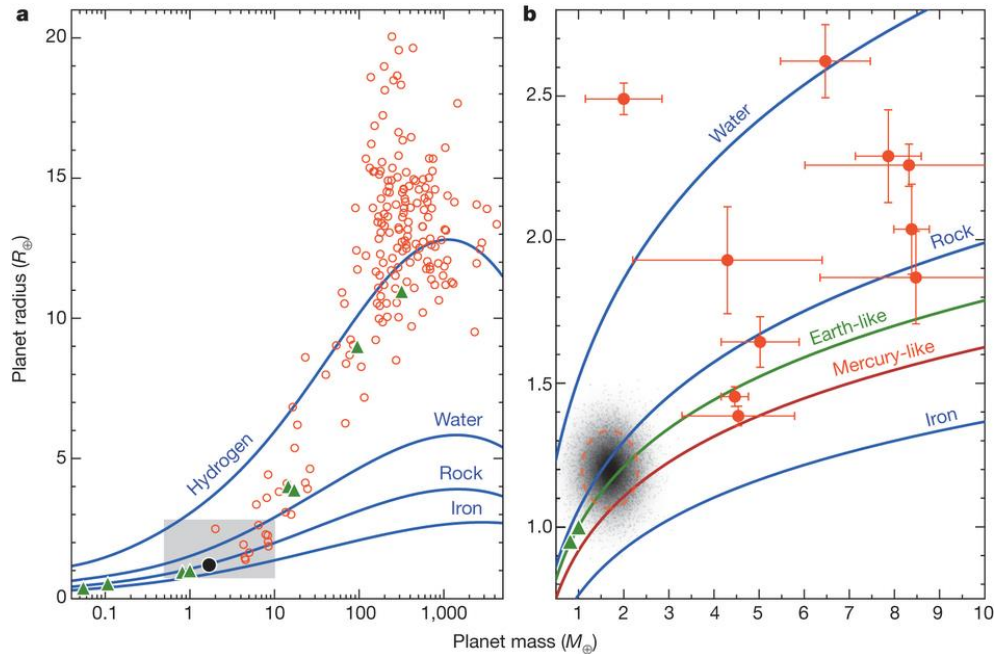 a
b
20
15
10
5
0
Planet radius (R⊕)
Hydrogen
Water
Rock
Iron
0.1
1
10
100
1,000
2.5
2.0
1.5
1.0
Water
Rock
Earth-like
Mercury-like
Iron
1
2
3
4
5
6
7
8
9
10
Planet mass (M⊕)